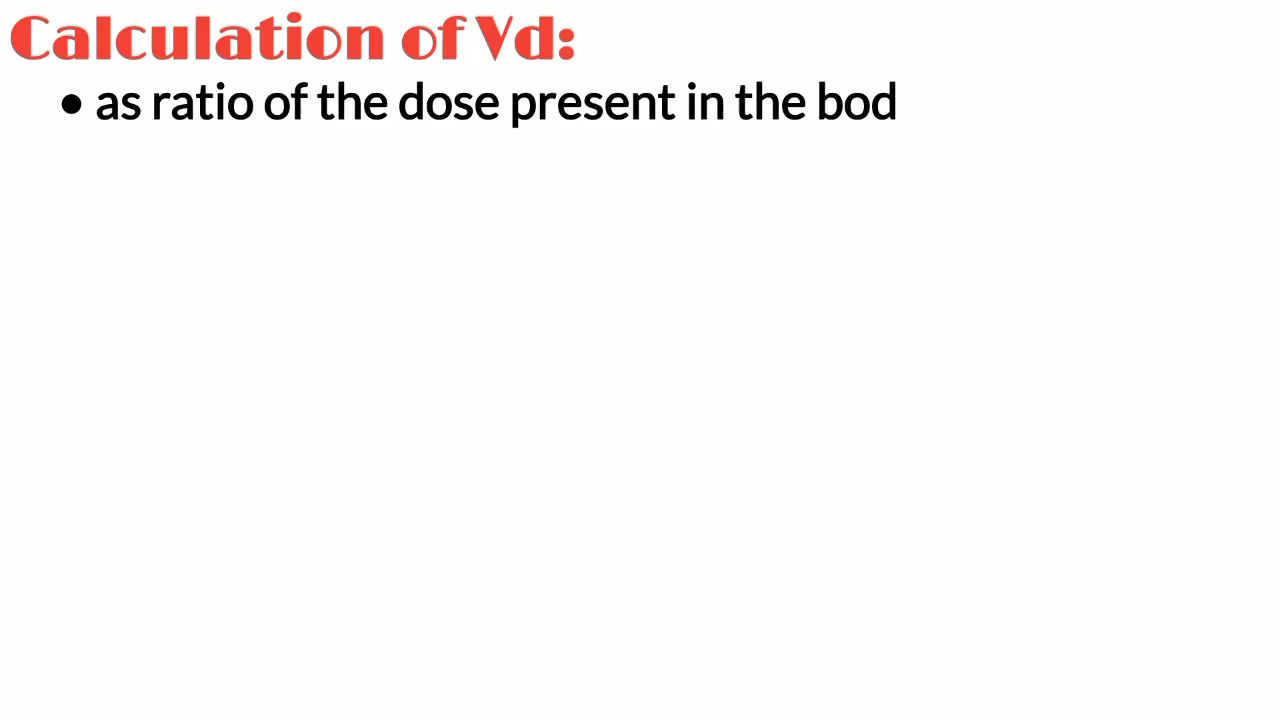 Calculation of Vd:
• as ratio of the dose present in the bod